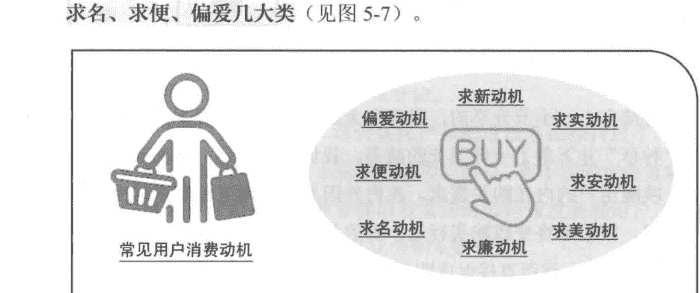 求名、求便、偏爱几大类（见图 5-7）。
求新动机
偏爱动机
求实动机
BUY
求便动机
求安动机
求名动机
求美动机
求廉动机
常见用户消费动机